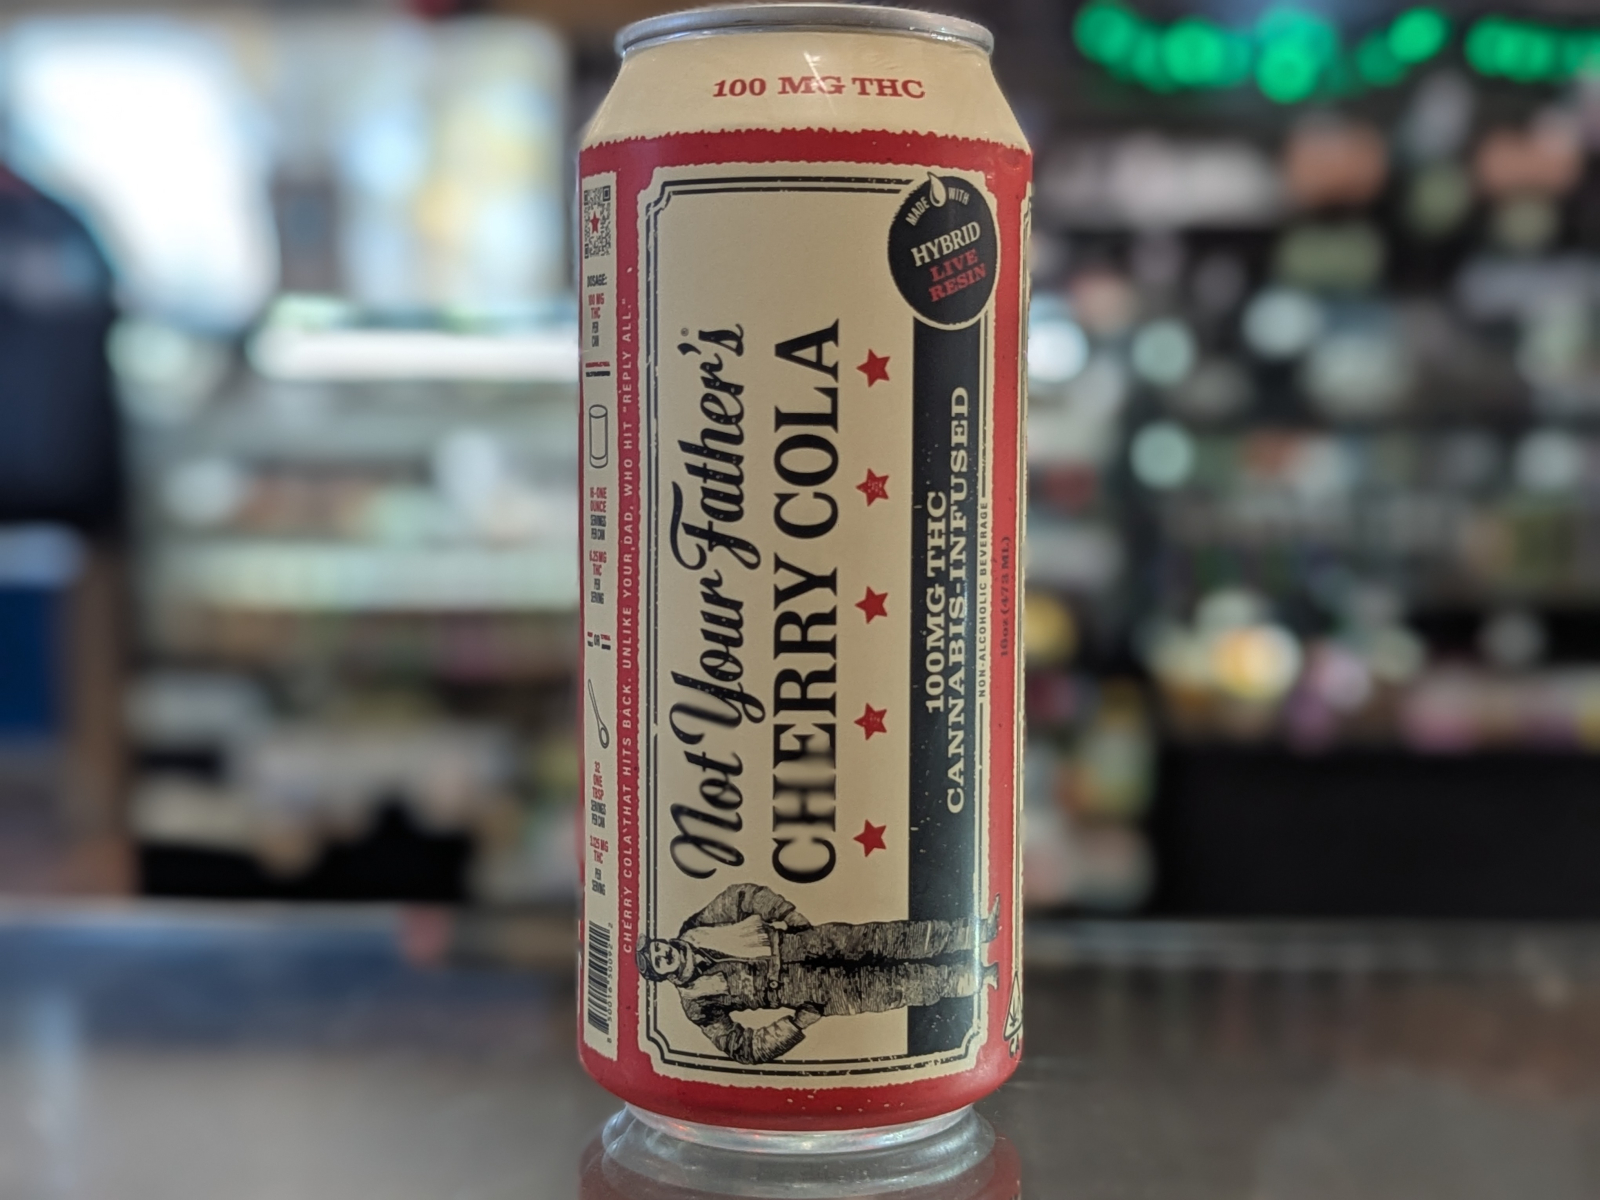 100 MG THC
MADE WITH
HYBRID
LIVE
RESIN
Not Your Father's®
CHERRY COLA
100MG THC
CANNABIS-INFUSED
NON-ALCOHOLIC BEVERAGE
16oz (473 ML)
CHERRY COLA THAT HITS BACK. UNLIKE YOUR DAD, WHO HIT "REPLY ALL."
DOSAGE:
100 MG
THC
PER
CAN
16-ONE
OUNCE
SERVINGS
PER CAN
6.25 MG
THC
PER
SERVING
OR
32
ONE
TBSP
SERVINGS
PER CAN
3.125 MG
THC
PER
SERVING